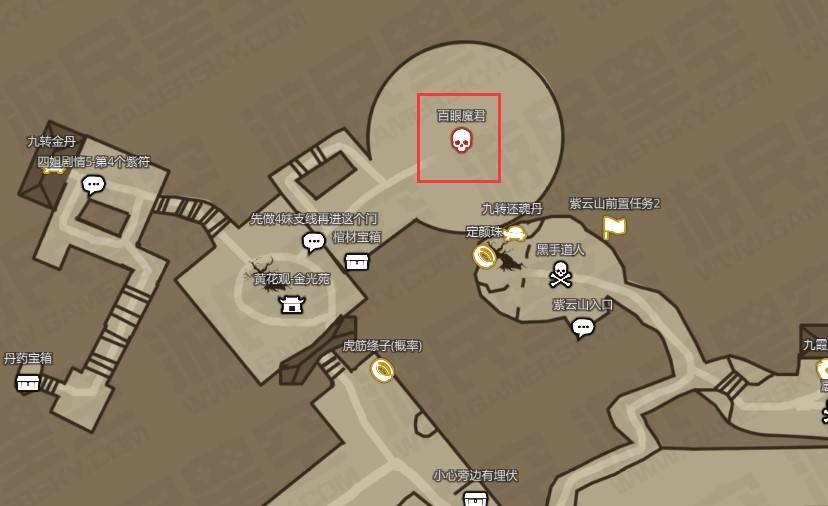 百眼魔君
九转金丹
四姐剧情5-第4个紫符
九转还魂丹
紫云山前置任务2
先做4妹支线再进这个门
定颜珠
棺材宝箱
黑手道人
黄花观-金光苑
紫云山入口
虎筋绦子(概率)
九霞
丹药宝箱
小心旁边有埋伏